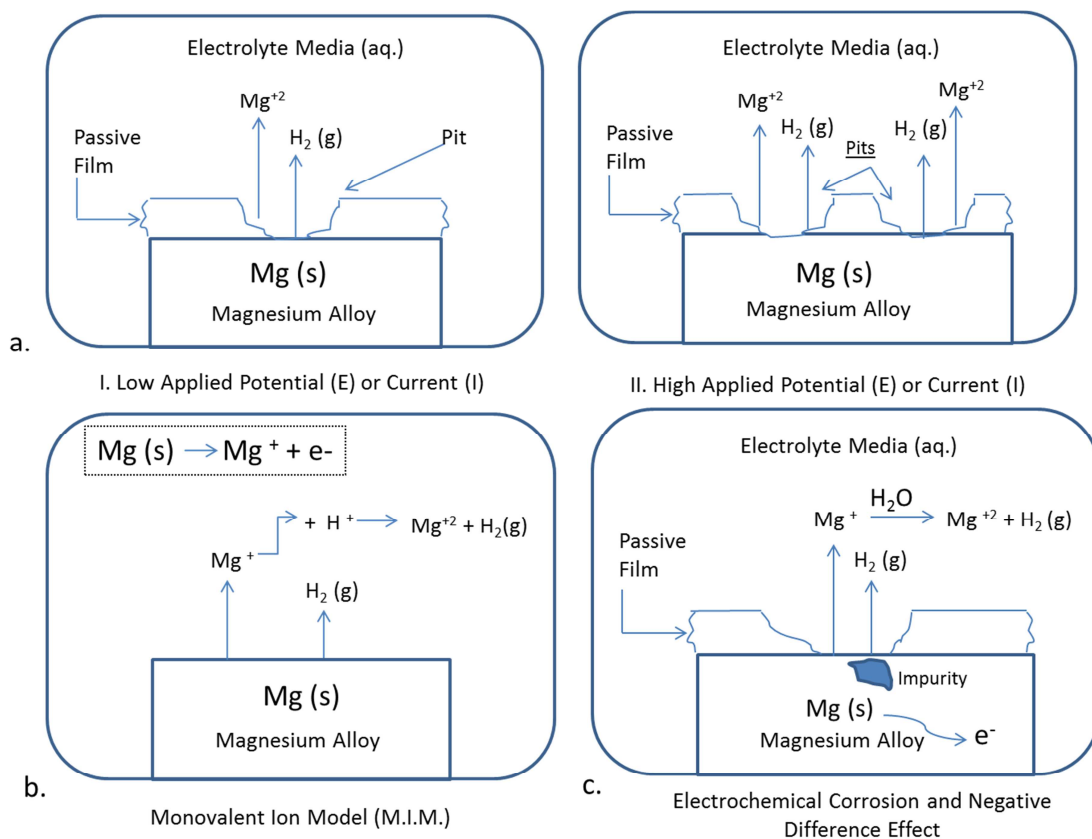 Electrolyte Media (aq.)
Mg+2
H2 (g)
Passive
Film
Pit
Mg (s)
Magnesium Alloy
a.
I. Low Applied Potential (E) or Current (I)
Electrolyte Media (aq.)
Mg+2
Mg+2
H2 (g)
H2 (g)
Passive
Film
Pits
Mg (s)
Magnesium Alloy
II. High Applied Potential (E) or Current (I)
Mg (s) → Mg + + e-
+ H + → Mg+2 + H2(g)
Mg +
H2 (g)
Mg (s)
Magnesium Alloy
b.
Monovalent Ion Model (M.I.M.)
Electrolyte Media (aq.)
H2O
Mg + → Mg+2 + H2 (g)
Passive
Film
H2 (g)
Impurity
Mg (s)
Magnesium Alloy
e-
c.
Electrochemical Corrosion and Negative
Difference Effect